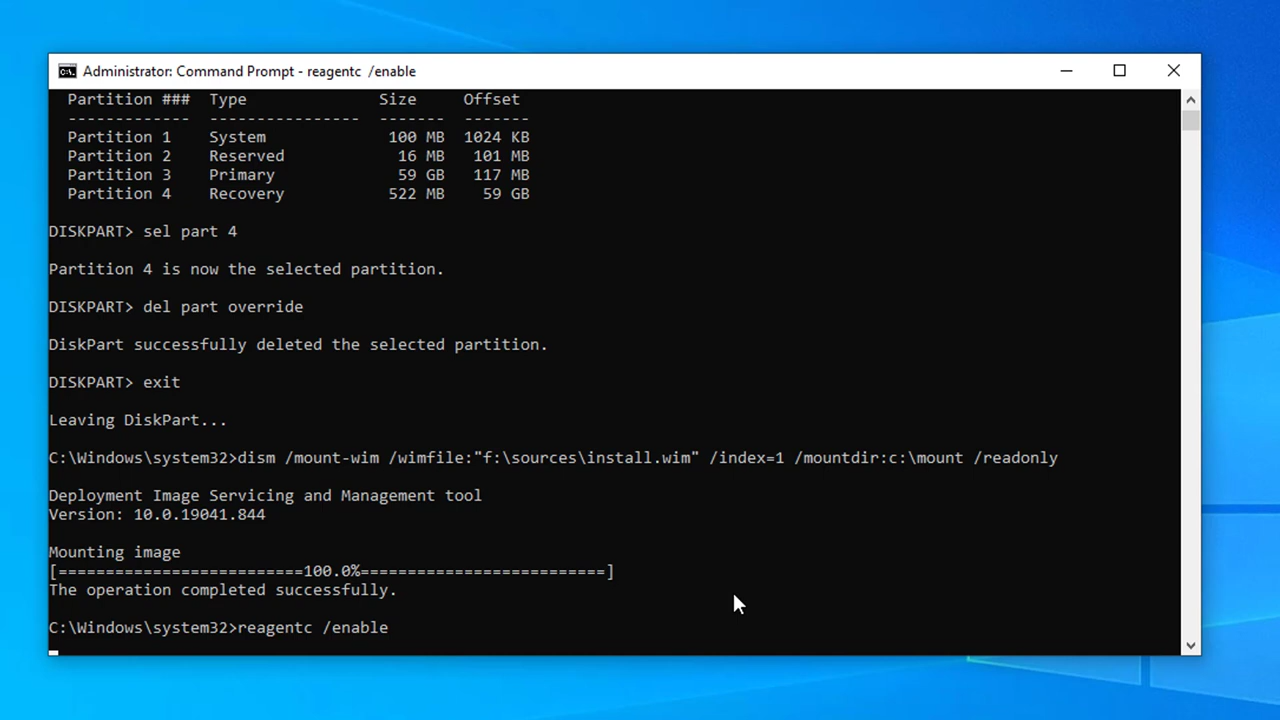 Administrator: Command Prompt - reagentc  /enable
Partition ###  Type              Size     Offset
-------------  ----------------  -------  -------
Partition 1    System             100 MB  1024 KB
Partition 2    Reserved            16 MB   101 MB
Partition 3    Primary             59 GB   117 MB
Partition 4    Recovery           522 MB    59 GB
DISKPART> sel part 4
Partition 4 is now the selected partition.
DISKPART> del part override
DiskPart successfully deleted the selected partition.
DISKPART> exit
Leaving DiskPart...
C:\Windows\system32>dism /mount-wim /wimfile:"f:\sources\install.wim" /index=1 /mountdir:c:\mount /readonly
Deployment Image Servicing and Management tool
Version: 10.0.19041.844
Mounting image
[==========================100.0%==========================]
The operation completed successfully.
C:\Windows\system32>reagentc /enable